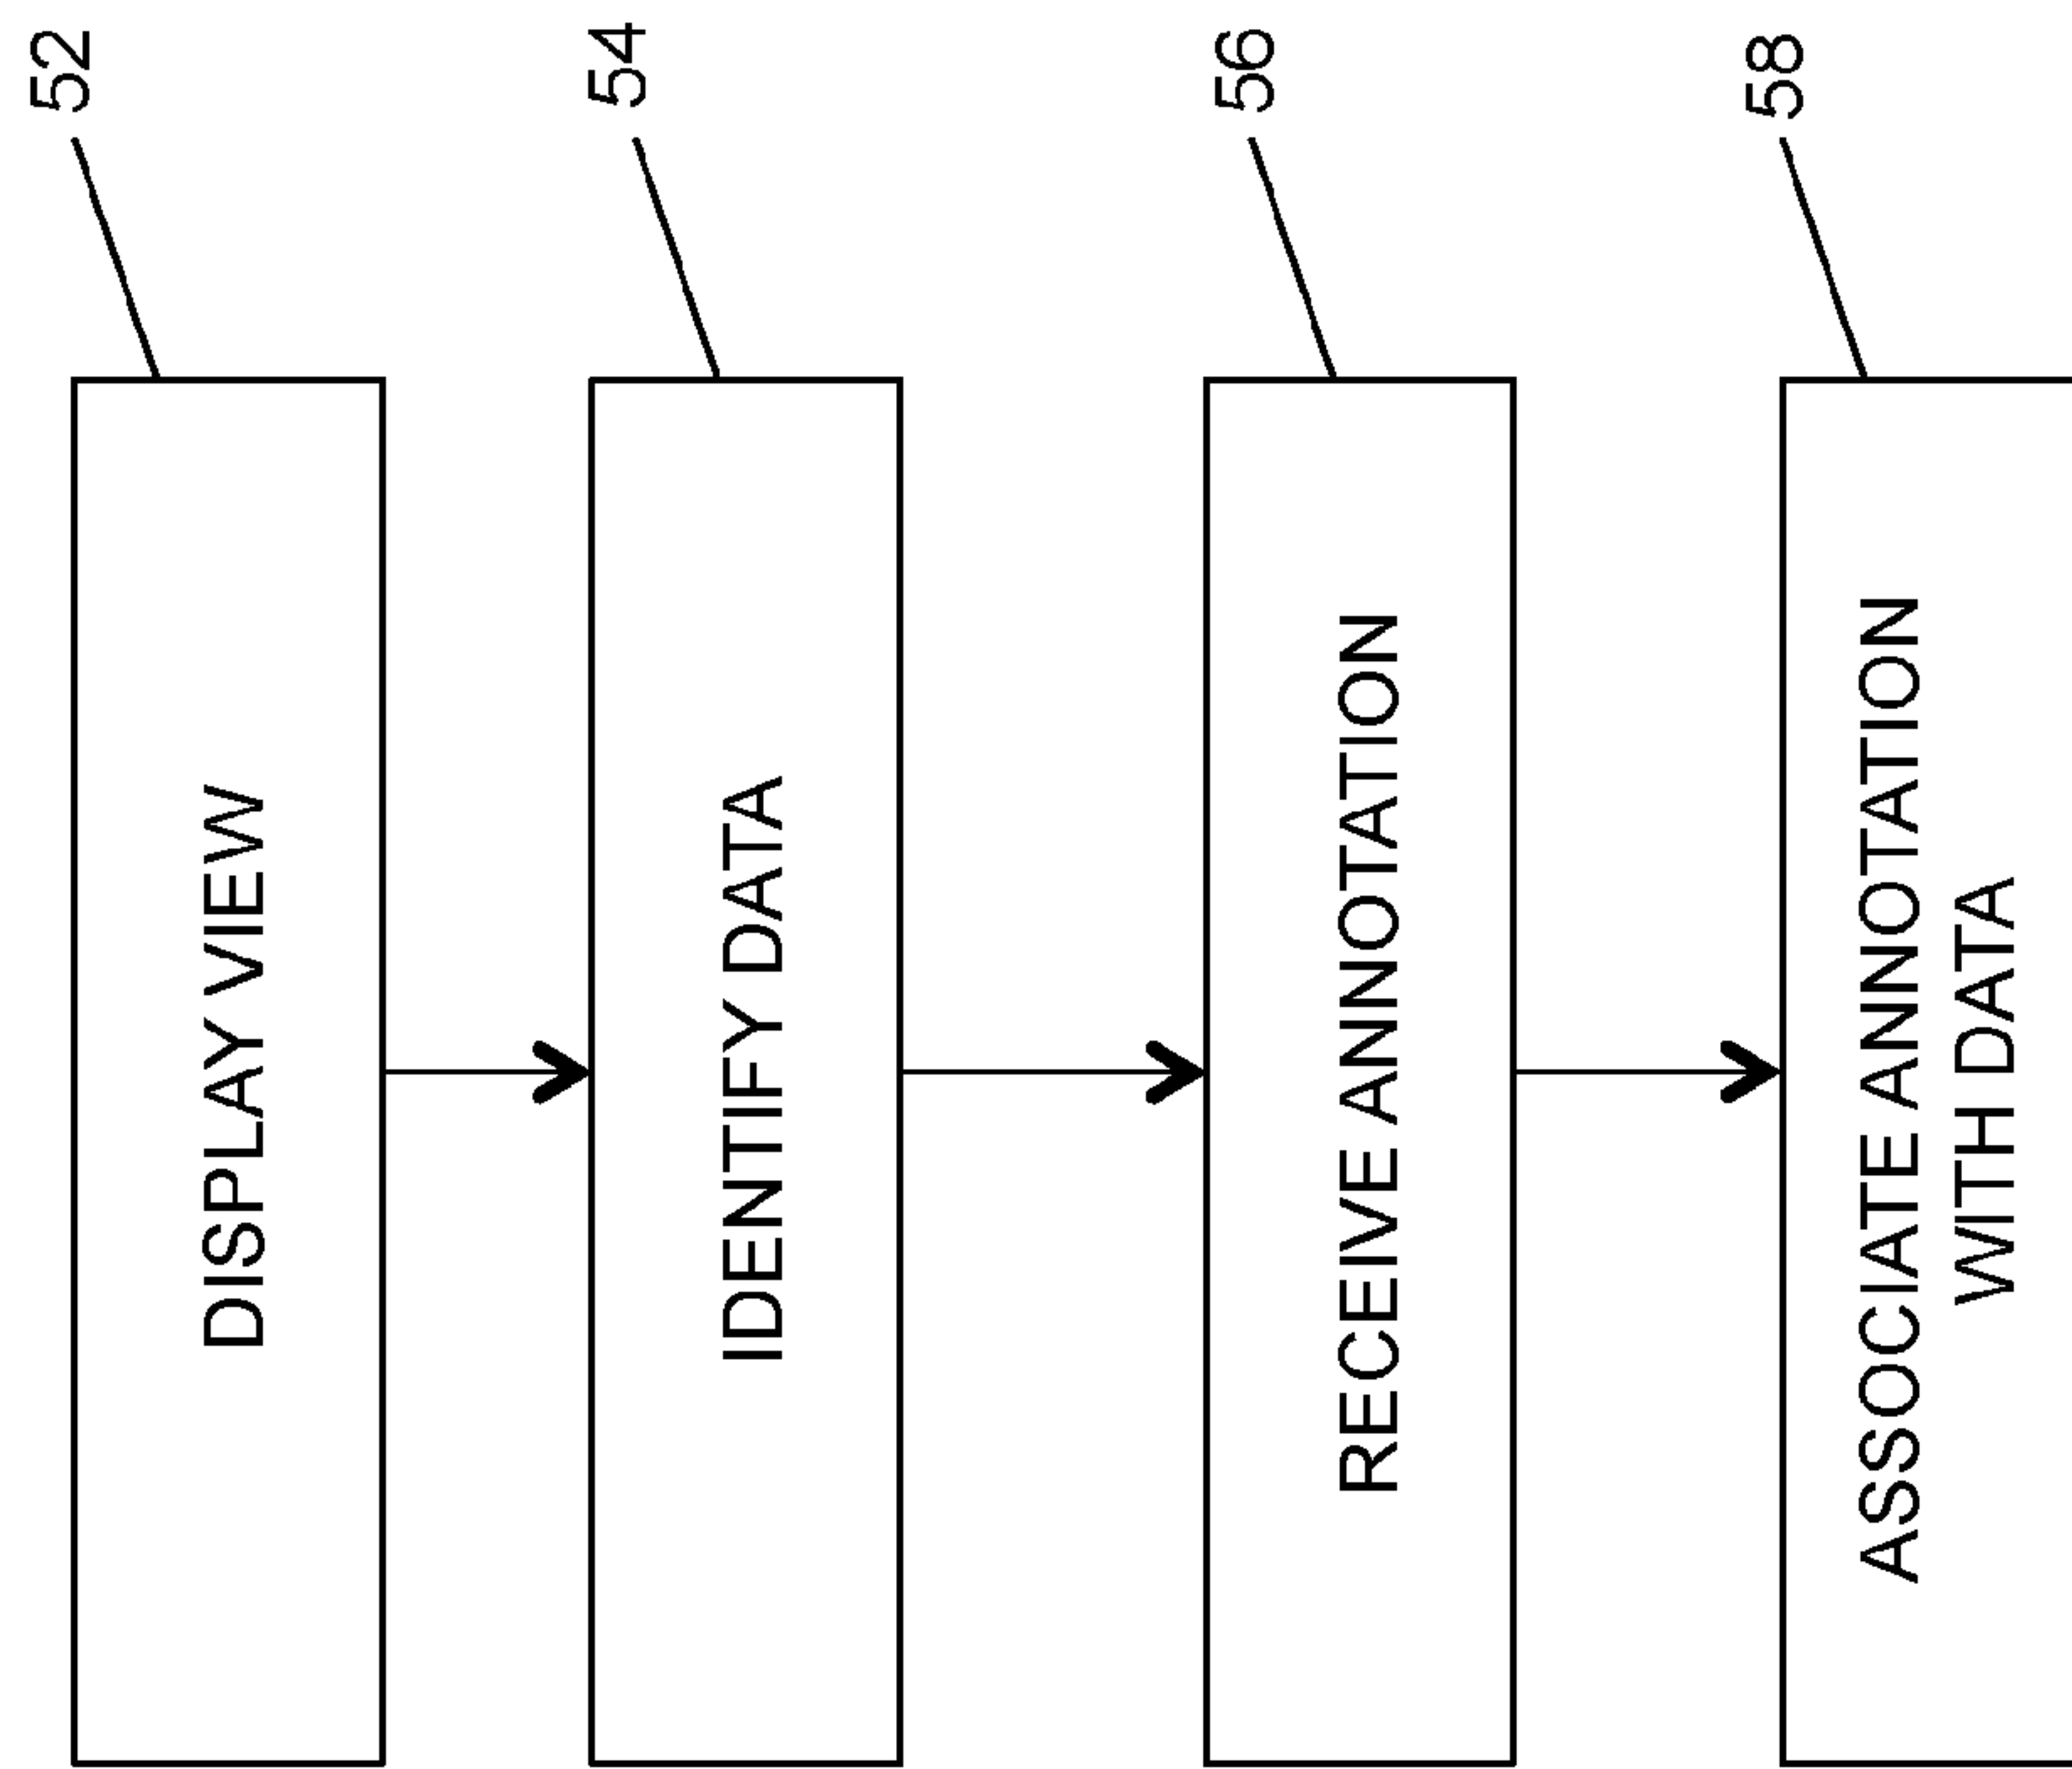 DISPLAY VIEW
52
IDENTIFY DATA
54
RECEIVE ANNOTATION
56
ASSOCIATE ANNOTATION
WITH DATA
58